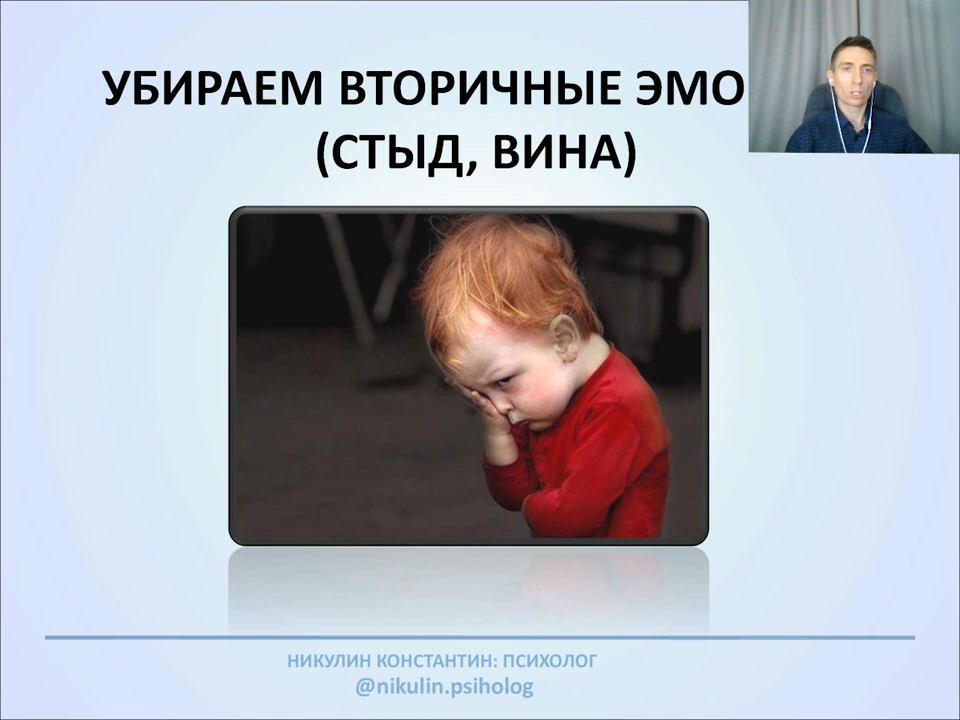 УБИРАЕМ ВТОРИЧНЫЕ ЭМО
(СТЫД, ВИНА)
НИКУЛИН КОНСТАНТИН: ПСИХОЛОГ
@nikulin.psiholog